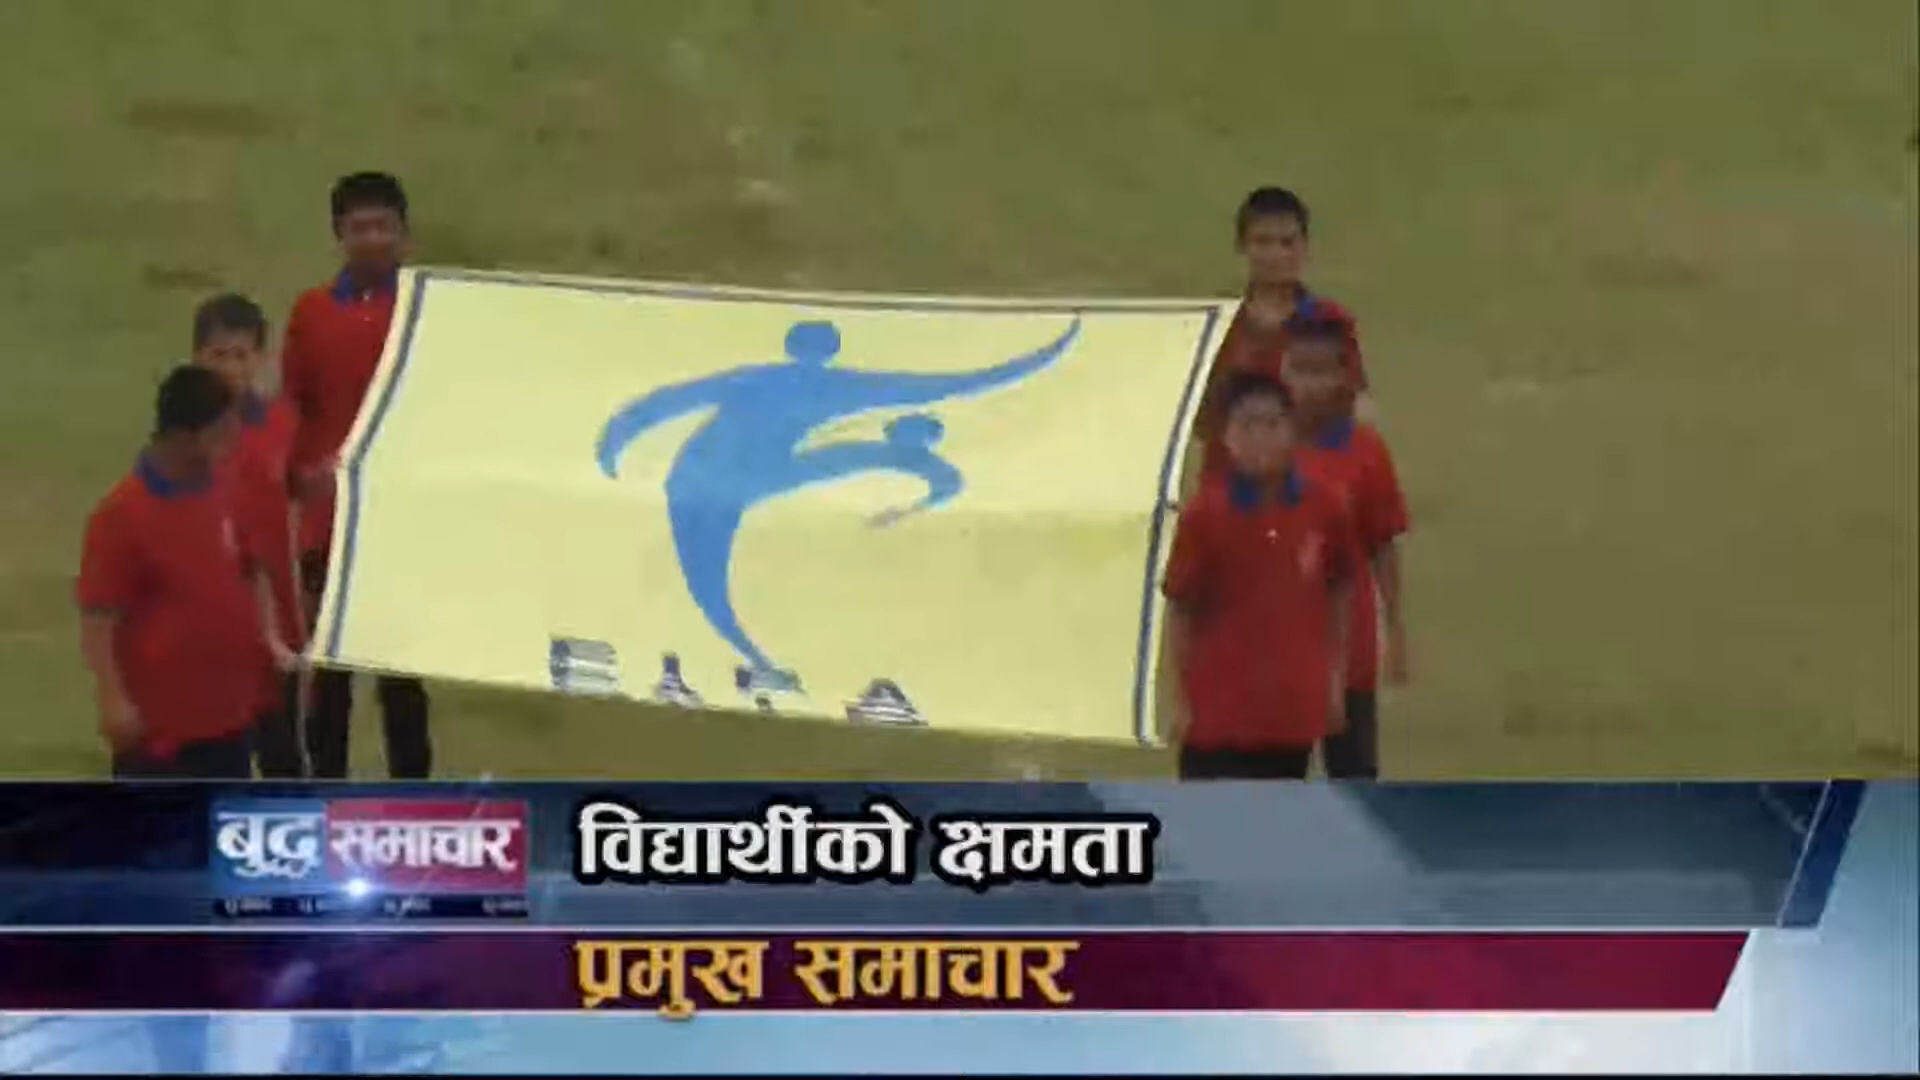 बुद्ध समाचार
विद्यार्थीको क्षमता
प्रमुख समाचार